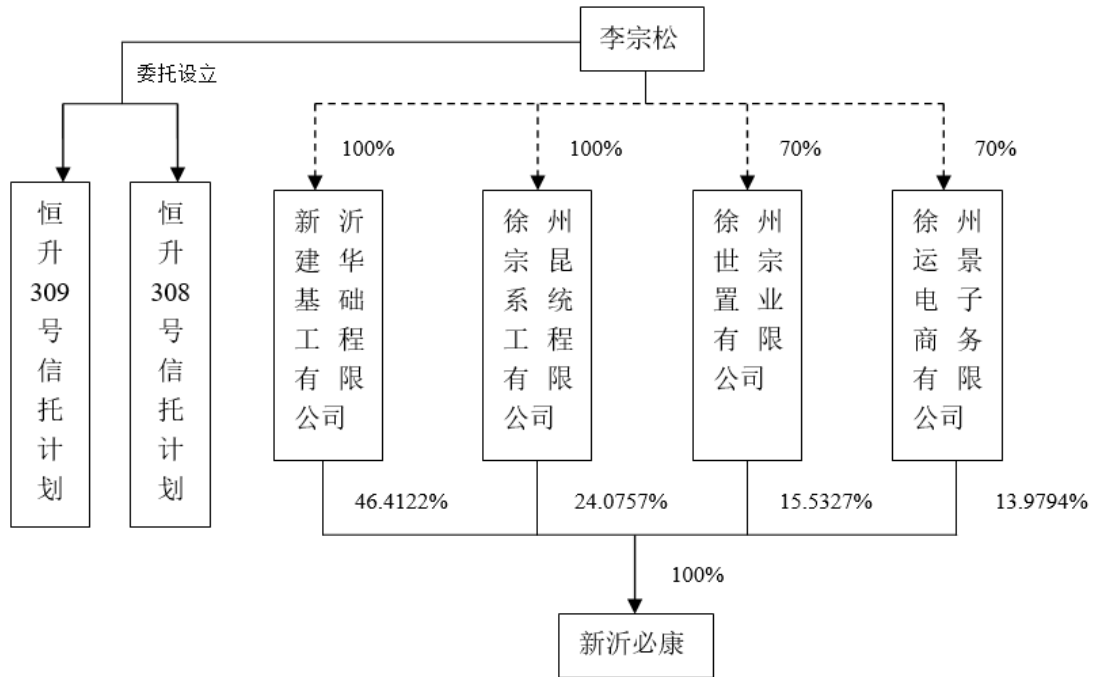 李宗松
委托设立
100%
100%
70%
70%
恒
升
309
号
信
托
计
划
恒
升
308
号
信
托
计
划
新沂
建华
基础
工程
有限
公司
徐州
宗昆
系统
工程
有限
公司
徐州
世宗
置业
有限
公司
徐州
运景
电子
商务
有限
公司
46.4122%
24.0757%
15.5327%
13.9794%
100%
新沂必康